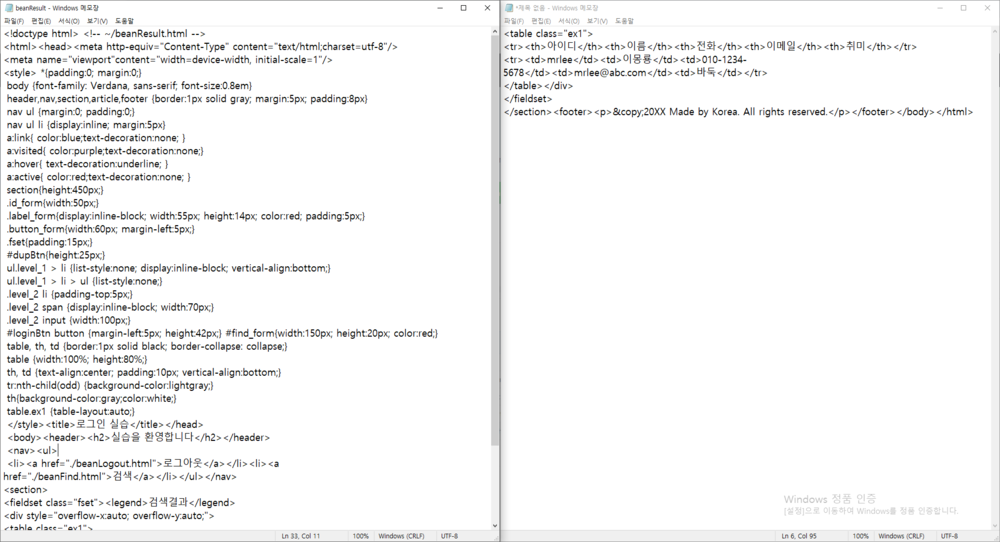 beanResult - Windows 메모장
파일(F) 편집(E) 서식(O) 보기(V) 도움말
<!doctype html> <!-- ~/beanResult.html -->
<html><head><meta http-equiv="Content-Type" content="text/html;charset=utf-8"/>
<meta name="viewport"content="width=device-width, initial-scale=1"/>
<style> *{padding:0; margin:0;}
body {font-family: Verdana, sans-serif; font-size:0.8em}
header,nav,section,article,footer {border:1px solid gray; margin:5px; padding:8px}
nav ul {margin:0; padding:0;}
nav ul li {display:inline; margin:5px}
a:link{ color:blue;text-decoration:none; }
a:visited{ color:purple;text-decoration:none;}
a:hover{ text-decoration:underline; }
a:active{ color:red;text-decoration:none; }
section{height:450px;}
.id_form{width:50px;}
.label_form{display:inline-block; width:55px; height:14px; color:red; padding:5px;}
.button_form{width:60px; margin-left:5px;}
.fset{padding:15px;}
#dupBtn{height:25px;}
ul.level_1 > li {list-style:none; display:inline-block; vertical-align:bottom;}
ul.level_1 > li > ul {list-style:none;}
.level_2 li {padding-top:5px;}
.level_2 span {display:inline-block; width:70px;}
.level_2 input {width:100px;}
#loginBtn button {margin-left:5px; height:42px;} #find_form{width:150px; height:20px; color:red;}
table, th, td {border:1px solid black; border-collapse: collapse;}
table {width:100%; height:80%;}
th, td {text-align:center; padding:10px; vertical-align:bottom;}
tr:nth-child(odd) {background-color:lightgray;}
th{background-color:gray;color:white;}
table.ex1 {table-layout:auto;}
</style><title>로그인 실습</title></head>
<body><header><h2>실습을 환영합니다</h2></header>
<nav><ul>
<li><a href="./beanLogout.html">로그아웃</a></li><li><a
href="./beanFind.html">검색</a></li></ul></nav>
<section>
<fieldset class="fset"><legend>검색결과</legend>
<div style="overflow-x:auto; overflow-y:auto;">
<table class="ex1">
Ln 33, Col 11 100% Windows (CRLF) UTF-8
*제목 없음 - Windows 메모장
파일(F) 편집(E) 서식(O) 보기(V) 도움말
<table class="ex1">
<tr><th>아이디</th><th>이름</th><th>전화</th><th>이메일</th><th>취미</th></tr>
<tr><td>mrlee</td><td>이몽룡</td><td>010-1234-
5678</td><td>mrlee@abc.com</td><td>바둑</td></tr>
</table></div>
</fieldset>
</section><footer><p>&copy;20XX Made by Korea. All rights reserved.</p></footer></body></html>
Windows 정품 인증
[설정]으로 이동하여 Windows를 정품 인증합니다.
Ln 6, Col 95 100% Windows (CRLF) UTF-8